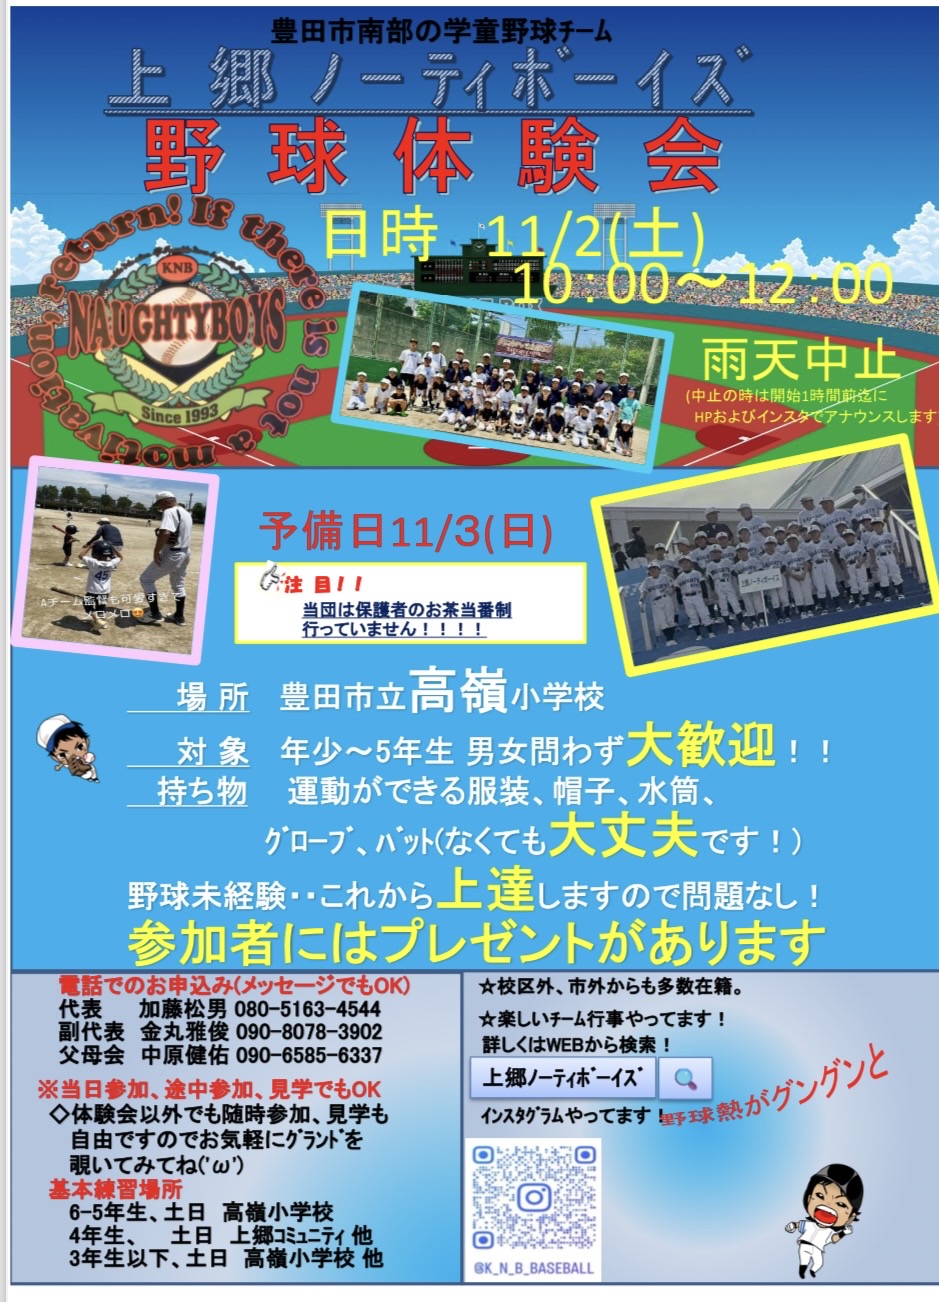 豊田市南部の学童野球チーム
上郷ノーティボーイズ
野球体験会
日時 11/2(土)
10:00～12:00
return! If there is not a motivation,
KNB
NAUGHTYBOYS
Since 1993
雨天中止
(中止の時は開始1時間前迄に
HPおよびインスタでアナウンスします
Aチーム監督も可愛すぎて
メロメロ
予備日11/3(日)
注目！！
当団は保護者のお茶当番制
行っていません！！！！
上郷ノーティボーイズ
場所 豊田市立高嶺小学校
対象 年少～5年生 男女問わず大歓迎！！
持ち物 運動ができる服装、帽子、水筒、
ｸﾞﾛｰﾌﾞ、ﾊﾞｯﾄ(なくても大丈夫です！)
野球未経験･･これから上達しますので問題なし！
参加者にはプレゼントがあります
電話でのお申込み(メッセージでもOK)
代表 加藤松男 080-5163-4544
副代表 金丸雅俊 090-8078-3902
父母会 中原健佑 090-6585-6337
※当日参加、途中参加、見学でもOK
◇体験会以外でも随時参加、見学も
自由ですのでお気軽にｸﾞﾗﾝﾄﾞを
覗いてみてね('ω')
基本練習場所
6-5年生、土日 高嶺小学校
4年生、 土日 上郷ｺﾐｭﾆﾃｨ 他
3年生以下、土日 高嶺小学校 他
☆校区外、市外からも多数在籍。
☆楽しいﾁｰﾑ行事やってます！
詳しくはWEBから検索！
上郷ﾉｰﾃｨﾎﾞｰｲｽﾞ
ｲﾝｽﾀｸﾞﾗﾑやってます！
野球熱がグングンと
@K_N_B_BASEBALL